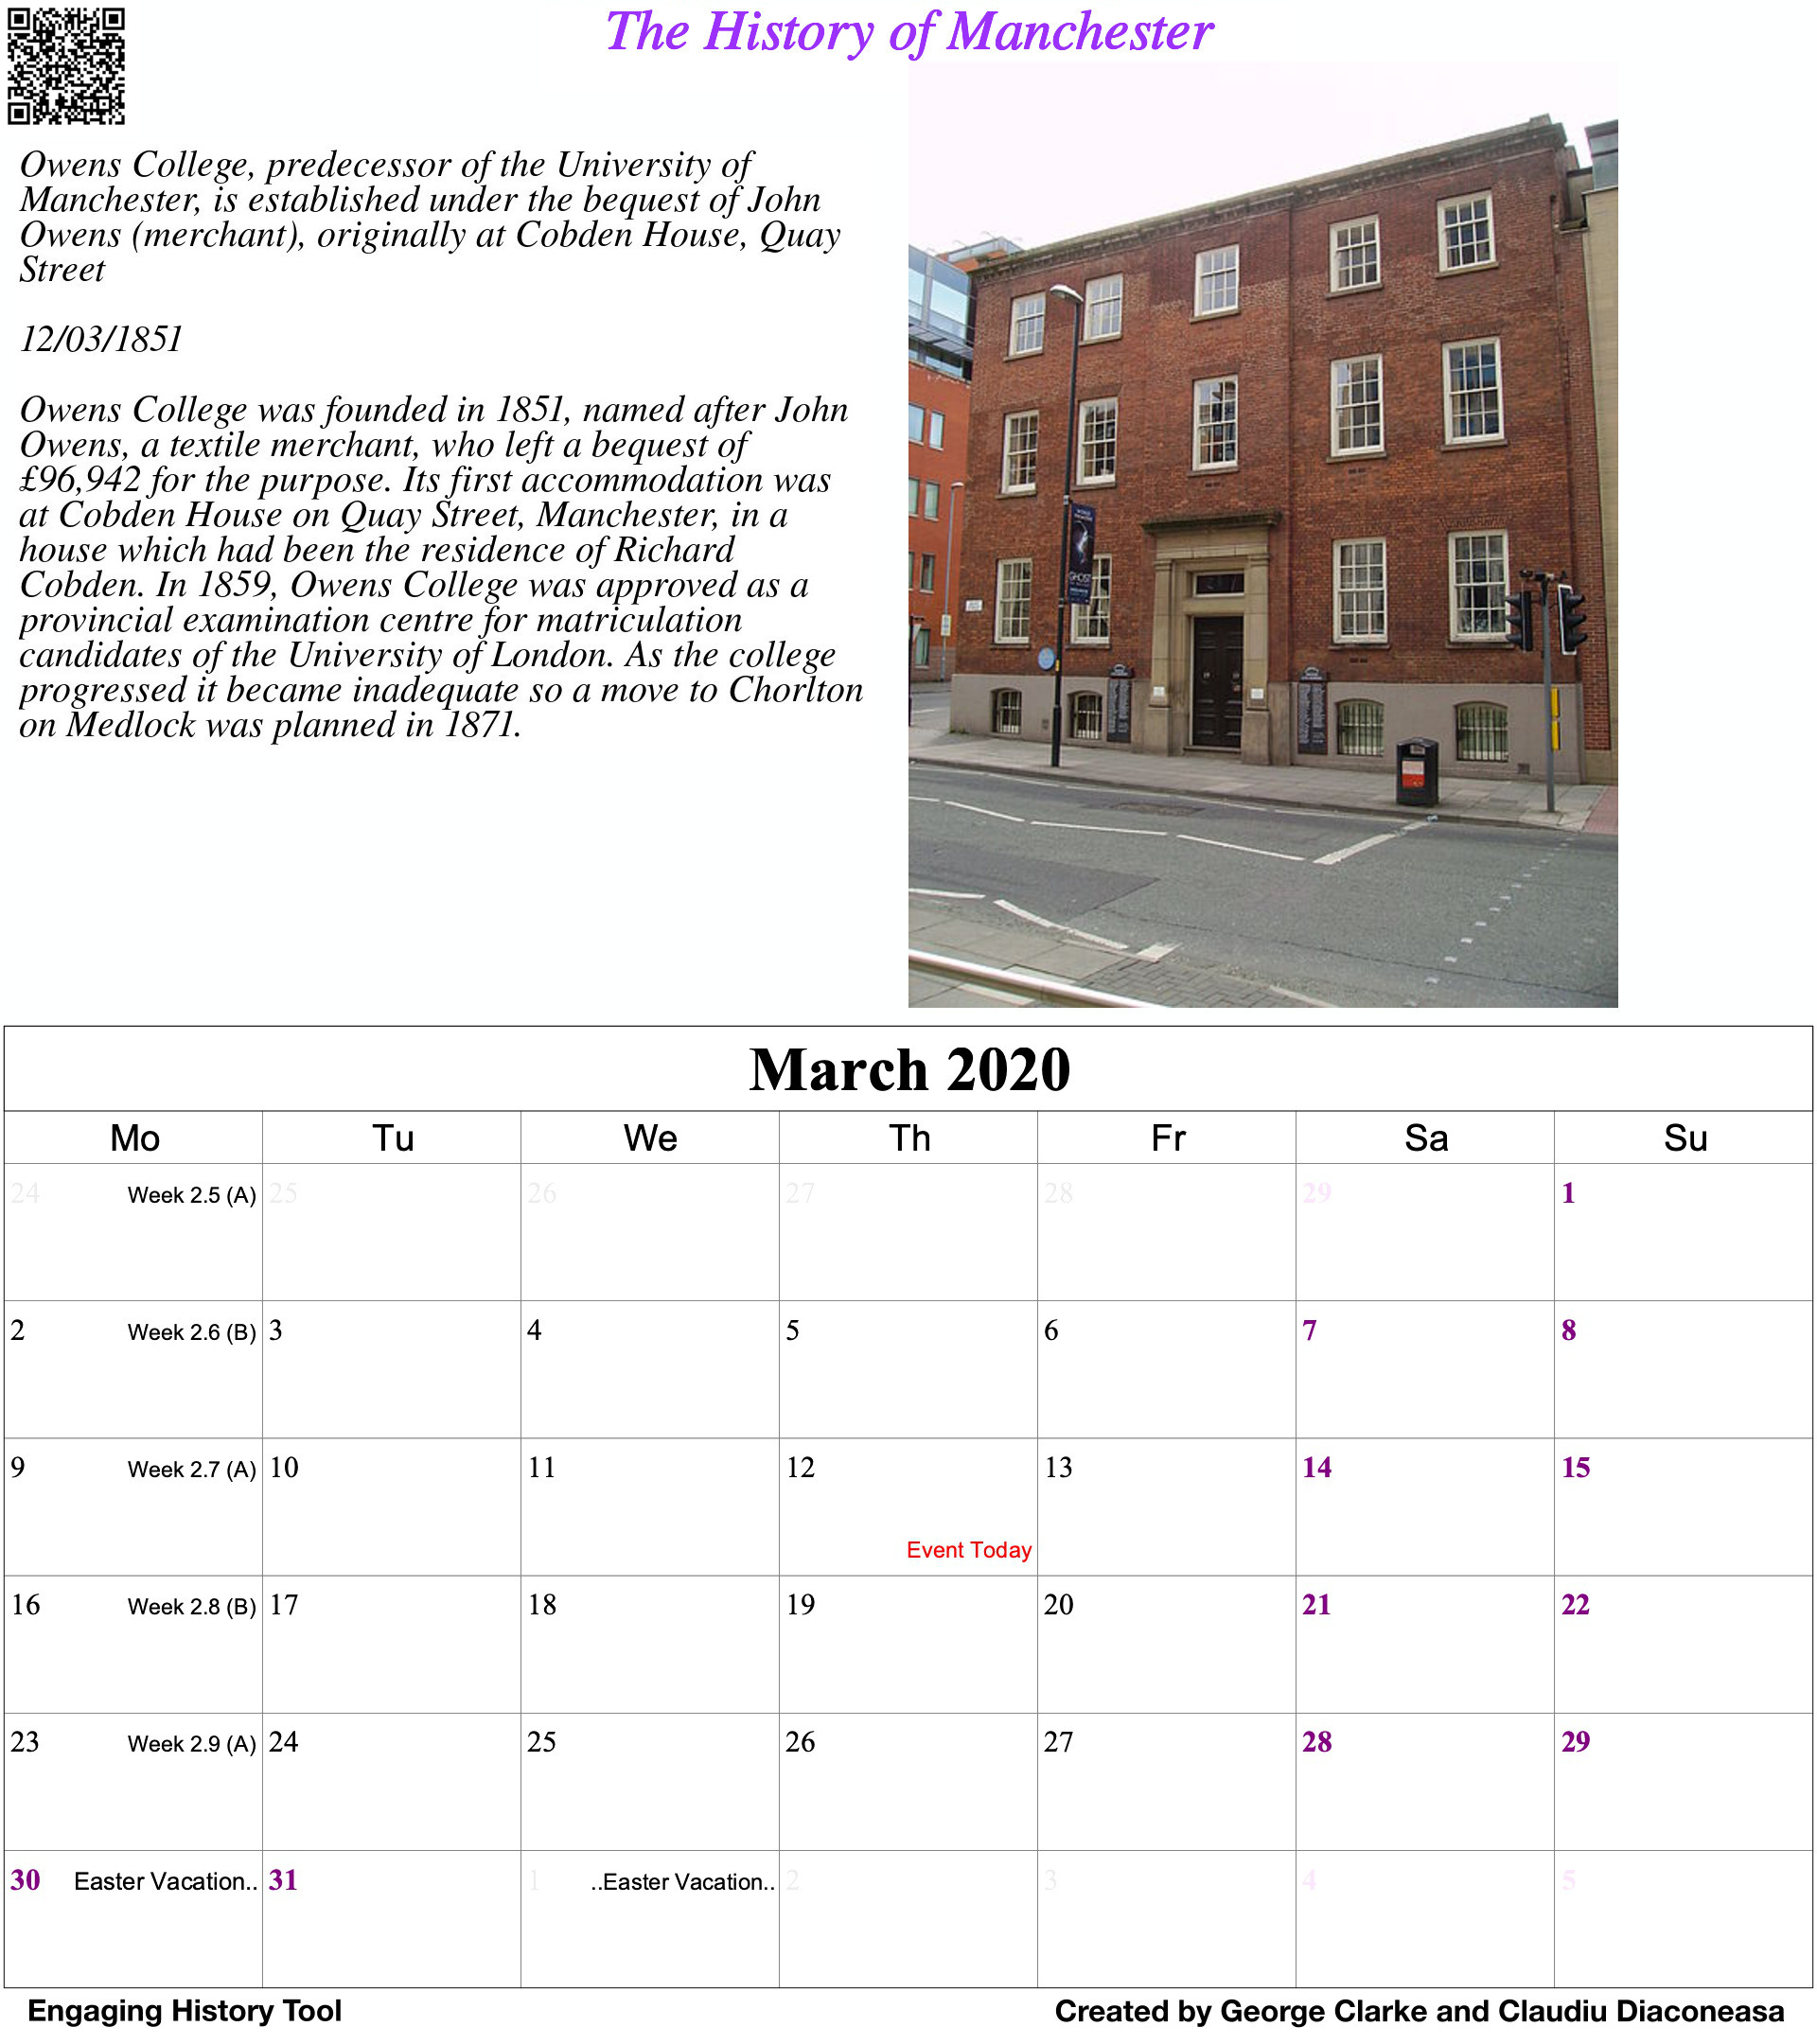 The History of Manchester
Owens College, predecessor of the University of
Manchester, is established under the bequest of John
Owens (merchant), originally at Cobden House, Quay
Street
12/03/1851
Owens College was founded in 1851, named after John
Owens, a textile merchant, who left a bequest of
£96,942 for the purpose. Its first accommodation was
at Cobden House on Quay Street, Manchester, in a
house which had been the residence of Richard
Cobden. In 1859, Owens College was approved as a
provincial examination centre for matriculation
candidates of the University of London. As the college
progressed it became inadequate so a move to Chorlton
on Medlock was planned in 1871.
GHOST
March 2020
Mo Tu We Th Fr Sa Su
24 Week 2.5 (A) 25 26 27 28 29 1
2 Week 2.6 (B) 3 4 5 6 7 8
9 Week 2.7 (A) 10 11 12 13 14 15
Event Today
16 Week 2.8 (B) 17 18 19 20 21 22
23 Week 2.9 (A) 24 25 26 27 28 29
30 Easter Vacation.. 31 1 ..Easter Vacation.. 2 3 4 5
Engaging History Tool Created by George Clarke and Claudiu Diaconeasa